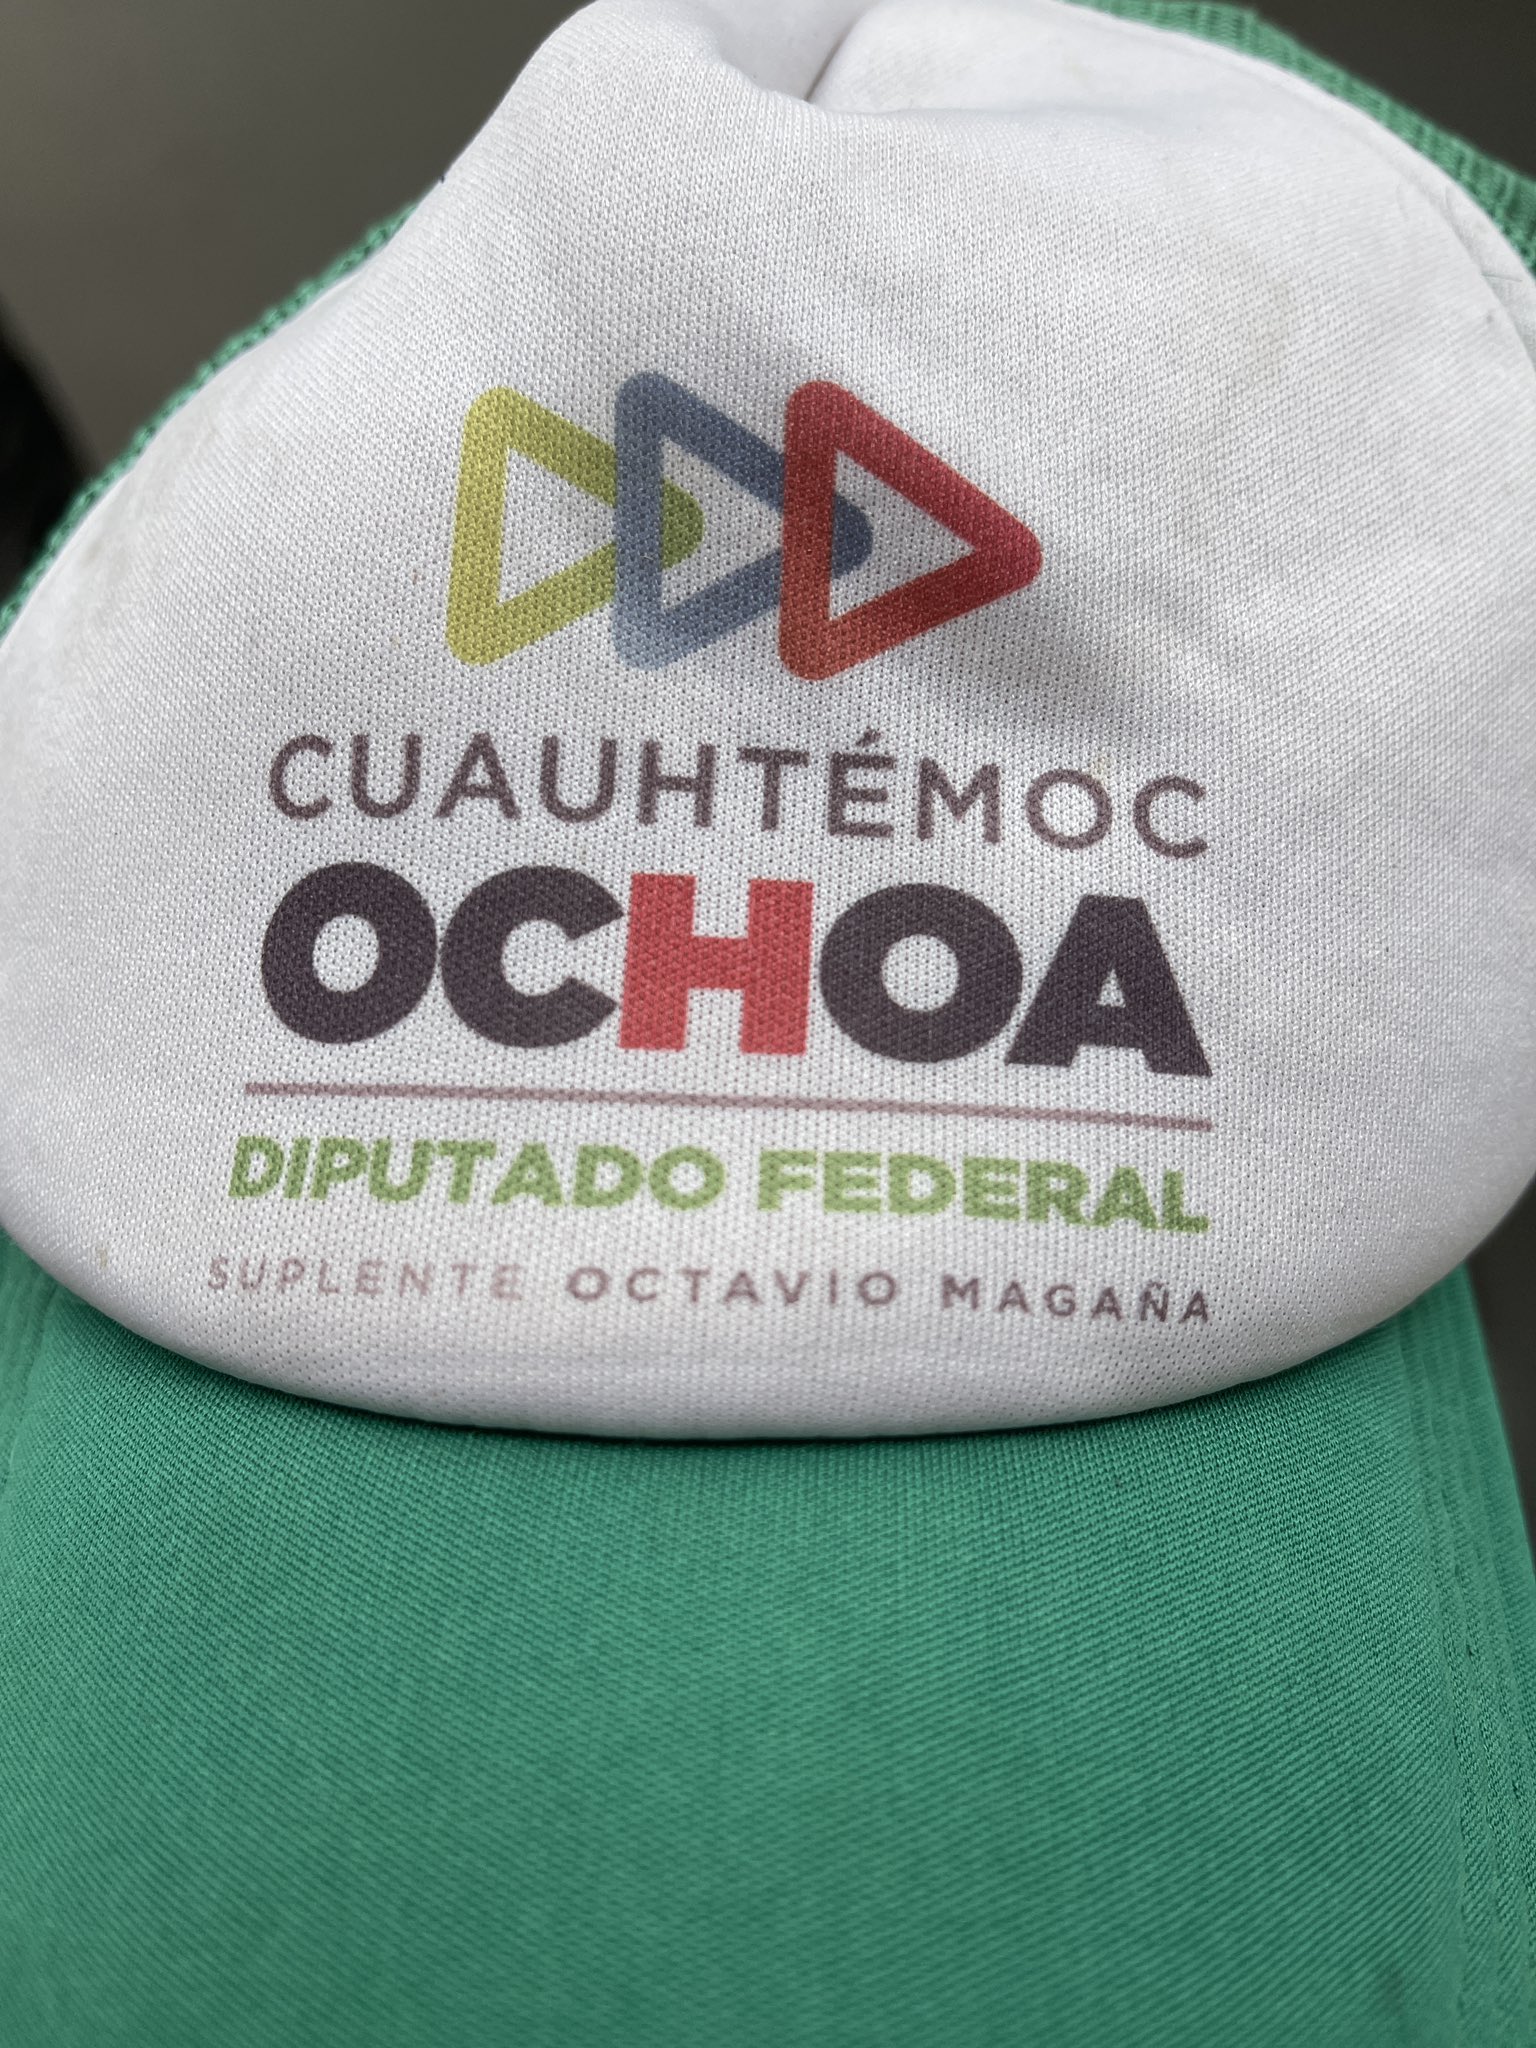 CUAUHTÉMOC
OCHOA
DIPUTADO FEDERAL
SUPLENTE OCTAVIO MAGAÑA